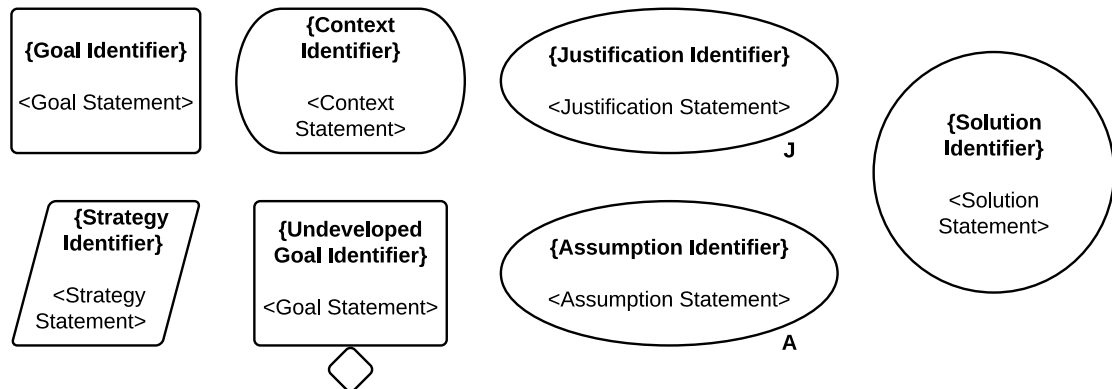 {Goal Identifier}
<Goal Statement>
{Context
Identifier}
<Context
Statement>
{Justification Identifier}
<Justification Statement>
J
{Solution
Identifier}
<Solution
Statement>
{Strategy
Identifier}
<Strategy
Statement>
{Undeveloped
Goal Identifier}
<Goal Statement>
{Assumption Identifier}
<Assumption Statement>
A